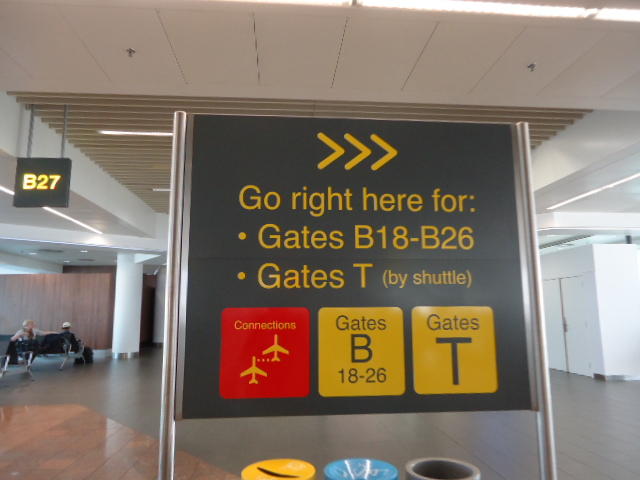 B27
>>>
Go right here for:
• Gates B18-B26
• Gates T (by shuttle)
Connections
Gates
B
18-26
Gates
T